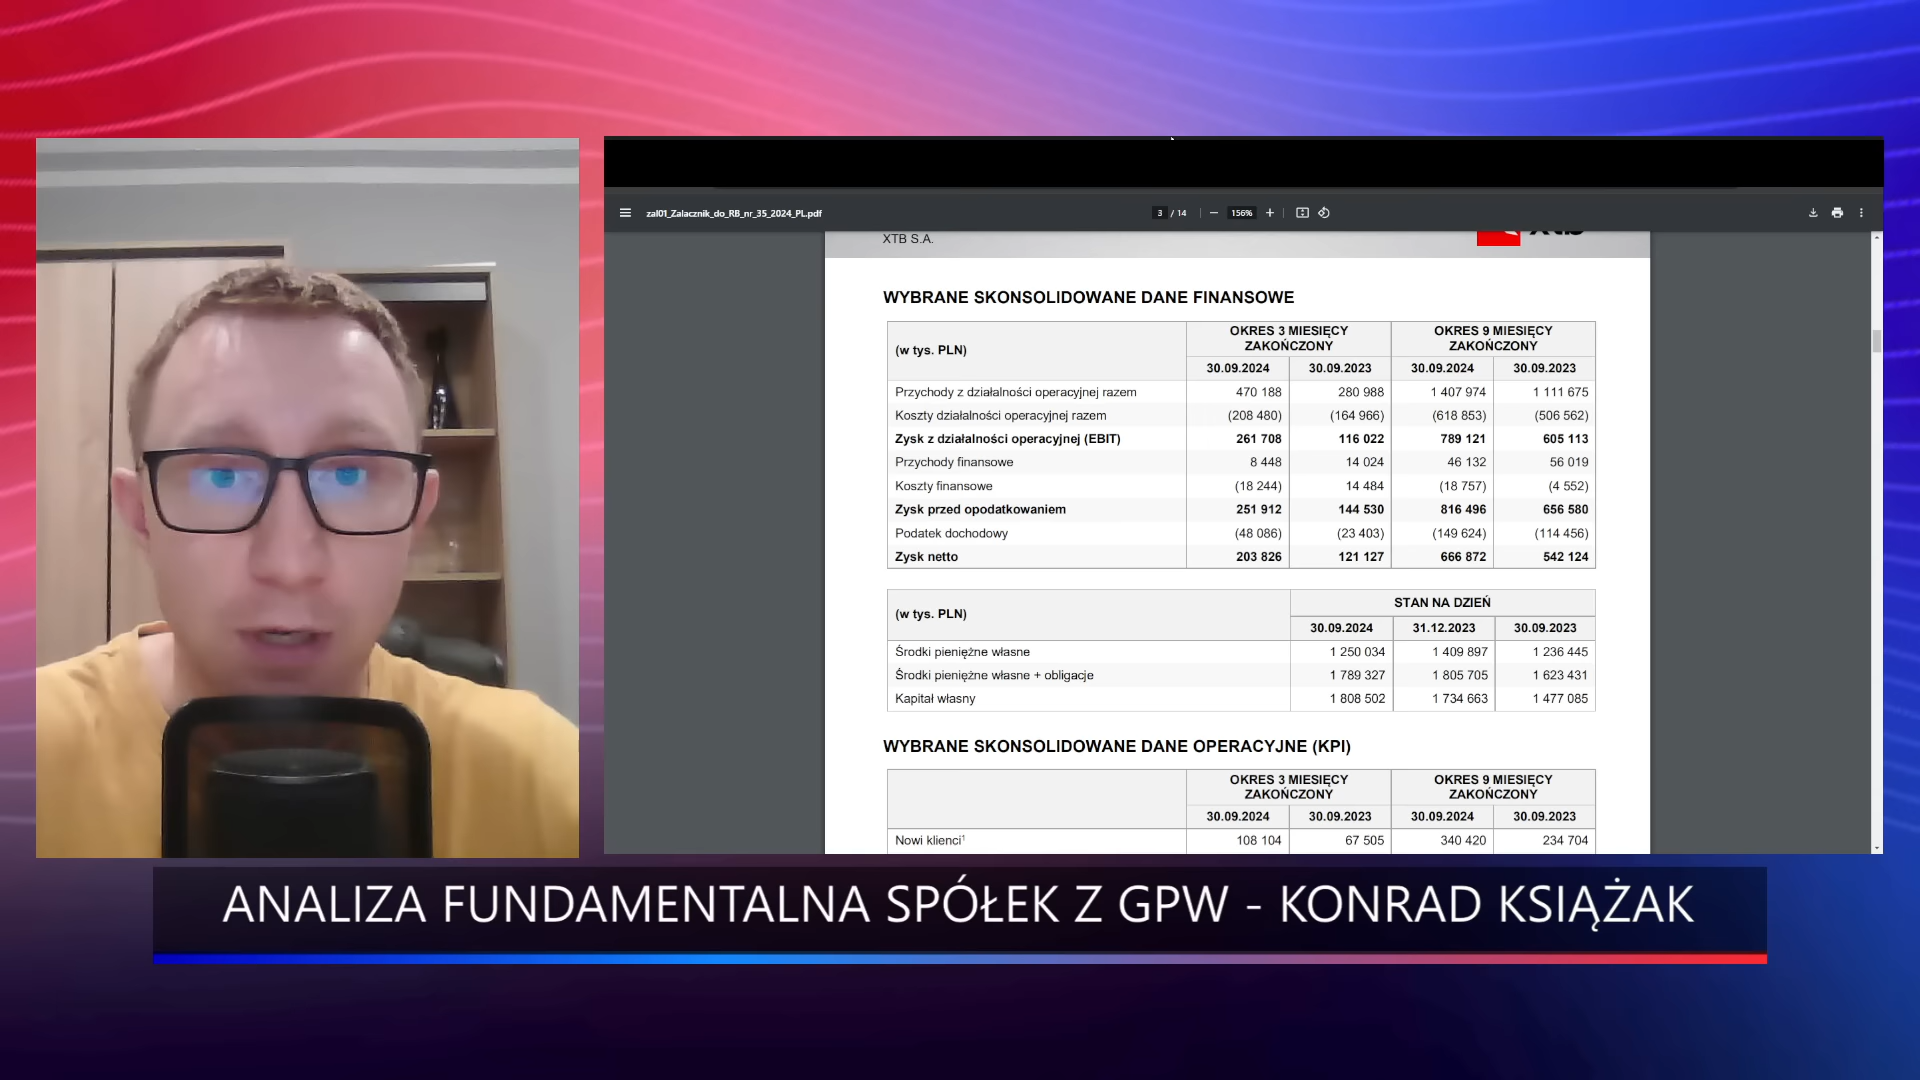 zal01_Zalacznik_do_RB_nr_35_2024_PL.pdf 3 / 14 156%
XTB S.A. xtb
WYBRANE SKONSOLIDOWANE DANE FINANSOWE
(w tys. PLN) OKRES 3 MIESIĘCY ZAKOŃCZONY OKRES 9 MIESIĘCY ZAKOŃCZONY
30.09.2024 30.09.2023 30.09.2024 30.09.2023
Przychody z działalności operacyjnej razem 470 188 280 988 1 407 974 1 111 675
Koszty działalności operacyjnej razem (208 480) (164 966) (618 853) (506 562)
Zysk z działalności operacyjnej (EBIT) 261 708 116 022 789 121 605 113
Przychody finansowe 8 448 14 024 46 132 56 019
Koszty finansowe (18 244) 14 484 (18 757) (4 552)
Zysk przed opodatkowaniem 251 912 144 530 816 496 656 580
Podatek dochodowy (48 086) (23 403) (149 624) (114 456)
Zysk netto 203 826 121 127 666 872 542 124
(w tys. PLN) STAN NA DZIEŃ
30.09.2024 31.12.2023 30.09.2023
Środki pieniężne własne 1 250 034 1 409 897 1 236 445
Środki pieniężne własne + obligacje 1 789 327 1 805 705 1 623 431
Kapitał własny 1 808 502 1 734 663 1 477 085
WYBRANE SKONSOLIDOWANE DANE OPERACYJNE (KPI)
OKRES 3 MIESIĘCY ZAKOŃCZONY OKRES 9 MIESIĘCY ZAKOŃCZONY
30.09.2024 30.09.2023 30.09.2024 30.09.2023
Nowi klienci¹ 108 104 67 505 340 420 234 704
ANALIZA FUNDAMENTALNA SPÓŁEK Z GPW - KONRAD KSIĄŻAK